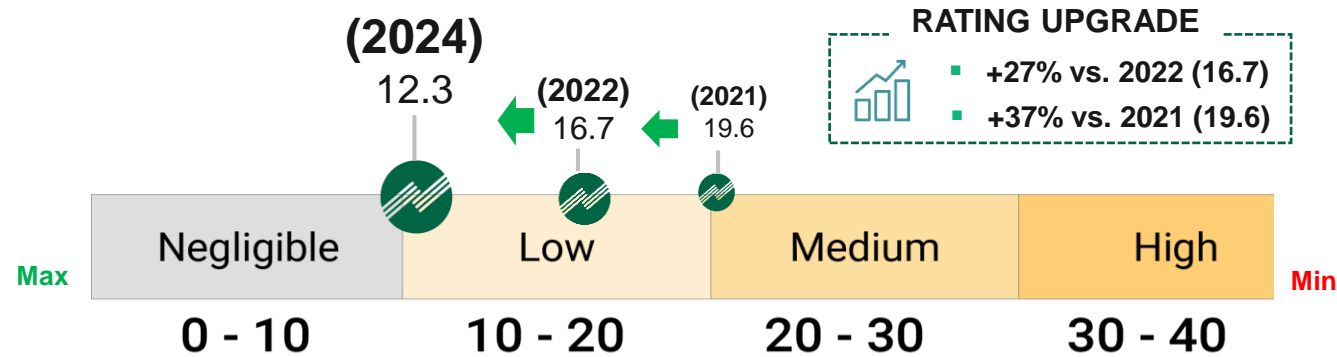 RATING UPGRADE
▪ +27% vs. 2022 (16.7)
▪ +37% vs. 2021 (19.6)
(2024)
12.3
(2022)
16.7
(2021)
19.6
Max
Negligible
Low
Medium
High
Min
0 - 10
10 - 20
20 - 30
30 - 40